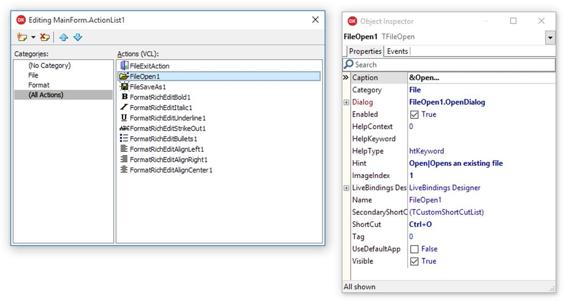 DX Editing MainForm.ActionList1
Categories:
(No Category)
File
Format
(All Actions)
Actions (VCL):
FileExitAction
FileOpen1
FileSaveAs1
B FormatRichEditBold1
I FormatRichEditItalic1
U FormatRichEditUnderline1
ABC FormatRichEditStrikeOut1
FormatRichEditBullets1
FormatRichEditAlignLeft1
FormatRichEditAlignRight1
FormatRichEditAlignCenter1
DX Object Inspector
FileOpen1 TFileOpen
Properties Events
Search
Caption &Open...
Category File
Dialog FileOpen1.OpenDialog
Enabled True
HelpContext 0
HelpKeyword
HelpType htKeyword
Hint Open|Opens an existing file
ImageIndex 1
LiveBindings Des LiveBindings Designer
Name FileOpen1
SecondaryShortC (TCustomShortCutList)
ShortCut Ctrl+O
Tag 0
UseDefaultApp False
Visible True
All shown